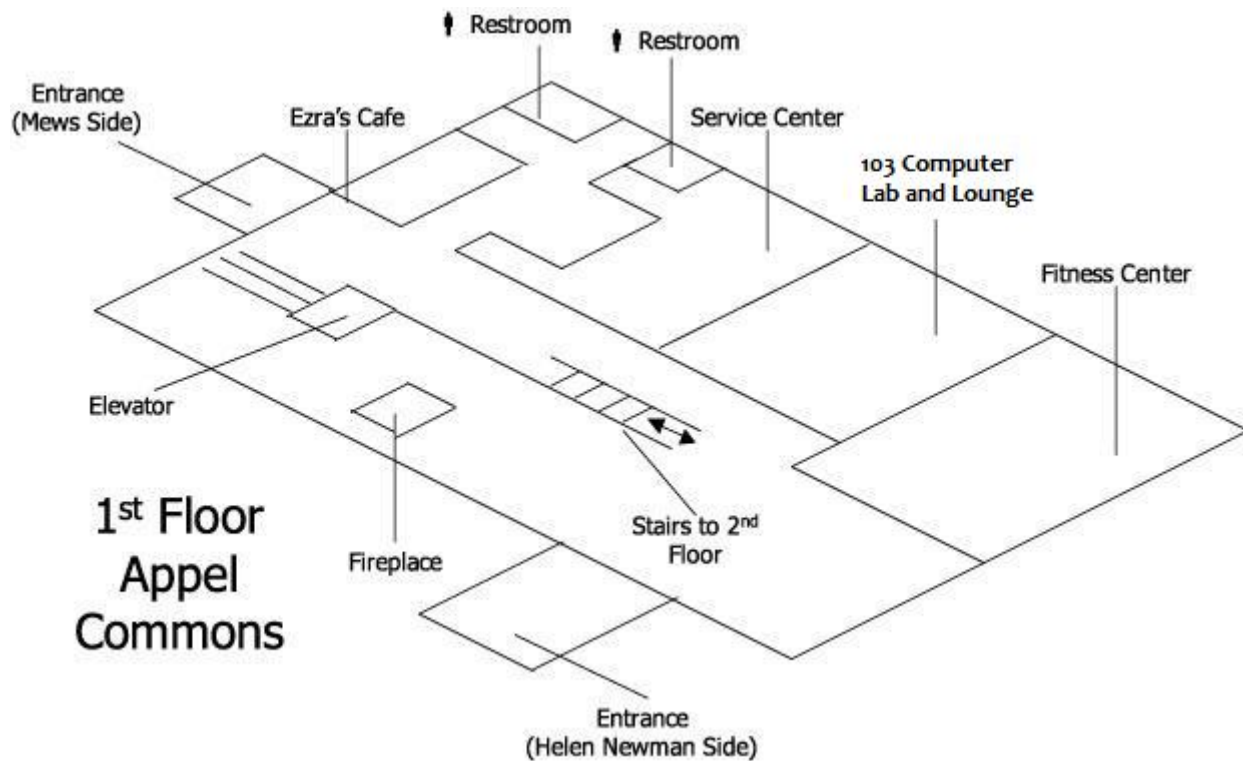 Restroom
Restroom
Entrance
(Mews Side)
Ezra's Cafe
Service Center
103 Computer
Lab and Lounge
Fitness Center
Elevator
1st Floor
Appel
Commons
Fireplace
Stairs to 2nd
Floor
Entrance
(Helen Newman Side)